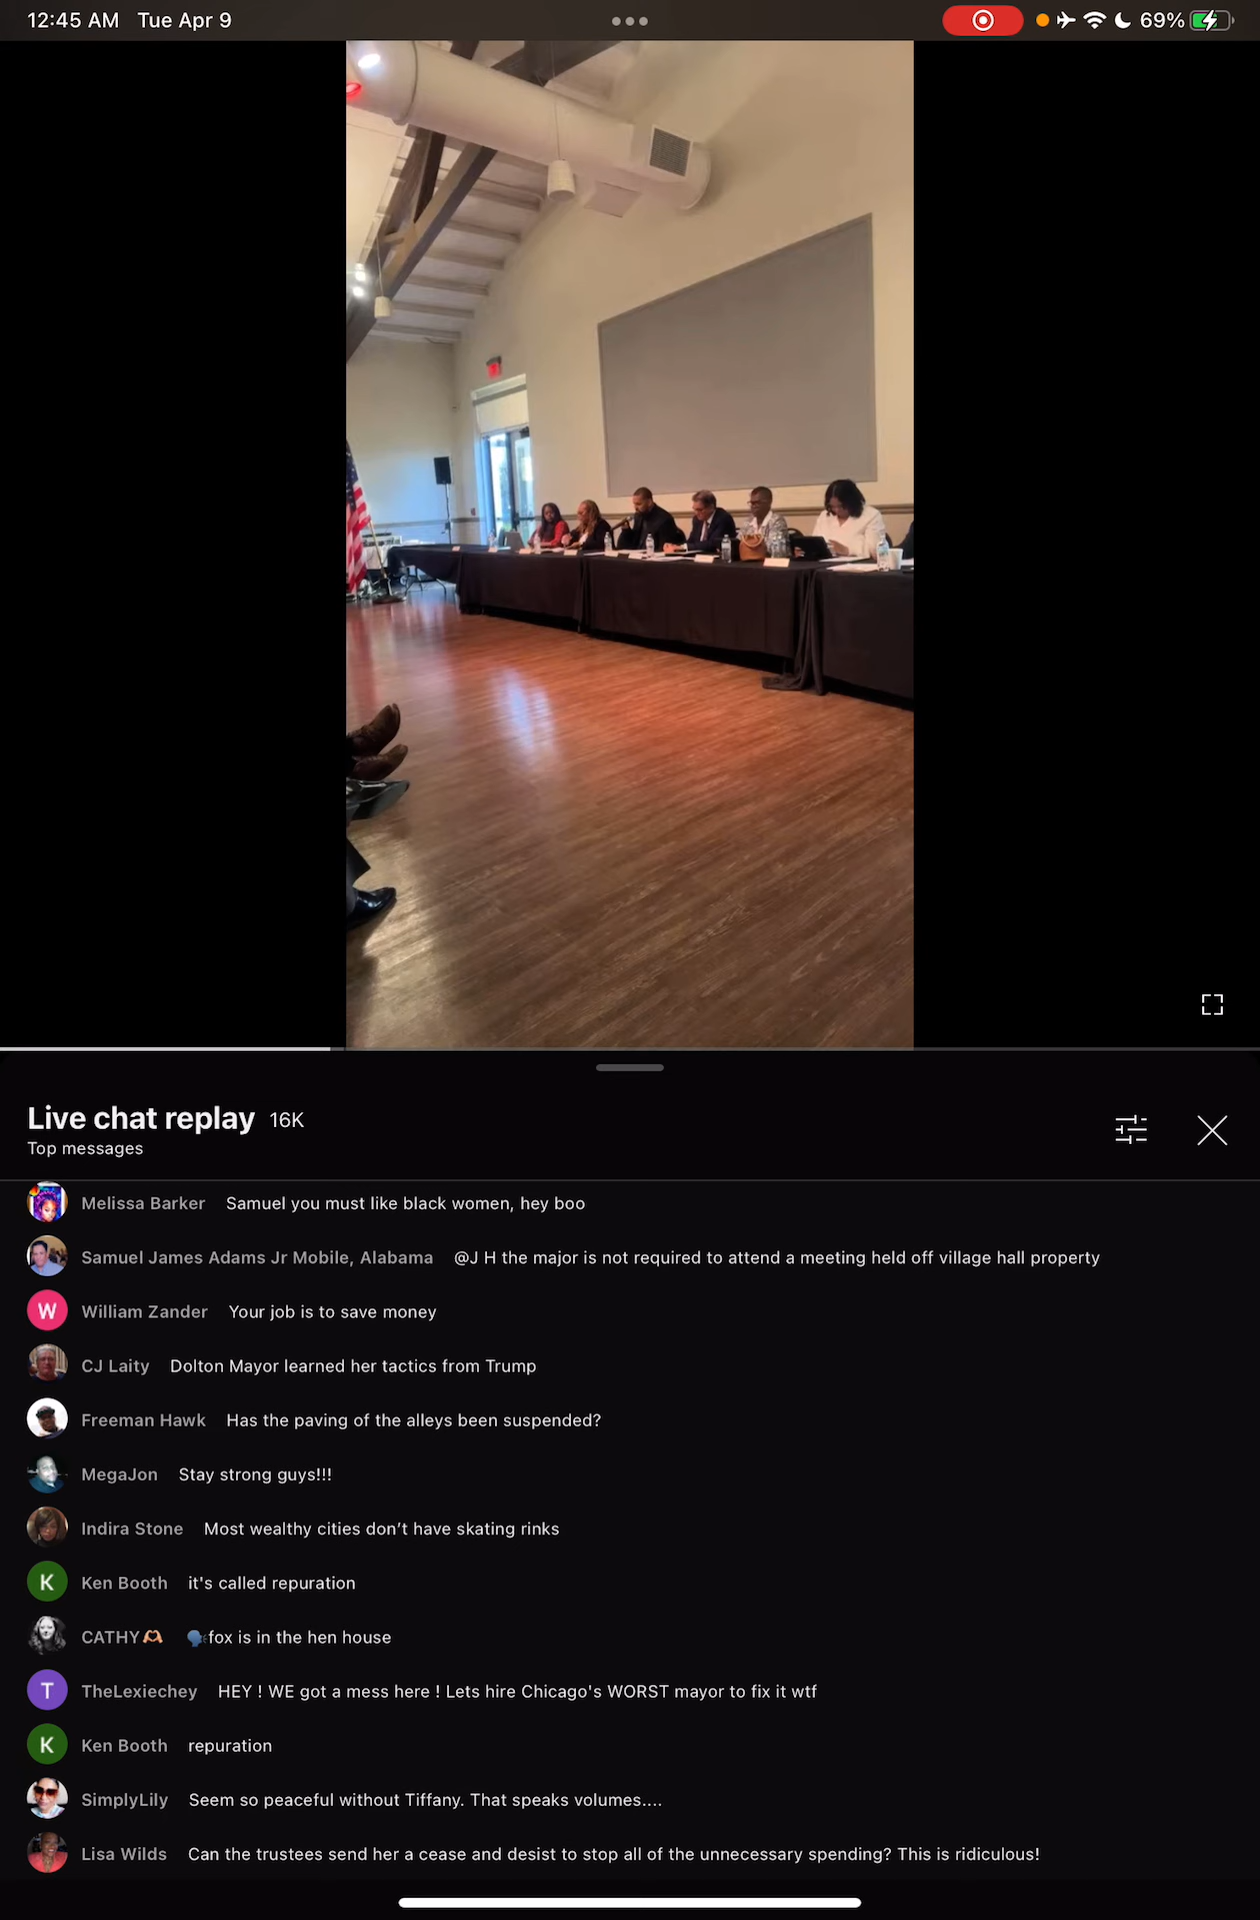 12:45 AM Tue Apr 9
69%
Live chat replay 16K
Top messages
Melissa Barker Samuel you must like black women, hey boo
Samuel James Adams Jr Mobile, Alabama @J H the major is not required to attend a meeting held off village hall property
W William Zander Your job is to save money
CJ Laity Dolton Mayor learned her tactics from Trump
Freeman Hawk Has the paving of the alleys been suspended?
MegaJon Stay strong guys!!!
Indira Stone Most wealthy cities don't have skating rinks
K Ken Booth it's called repuration
CATHY🫶🏽 🗣️fox is in the hen house
T TheLexiechey HEY ! WE got a mess here ! Lets hire Chicago's WORST mayor to fix it wtf
K Ken Booth repuration
SimplyLily Seem so peaceful without Tiffany. That speaks volumes....
Lisa Wilds Can the trustees send her a cease and desist to stop all of the unnecessary spending? This is ridiculous!